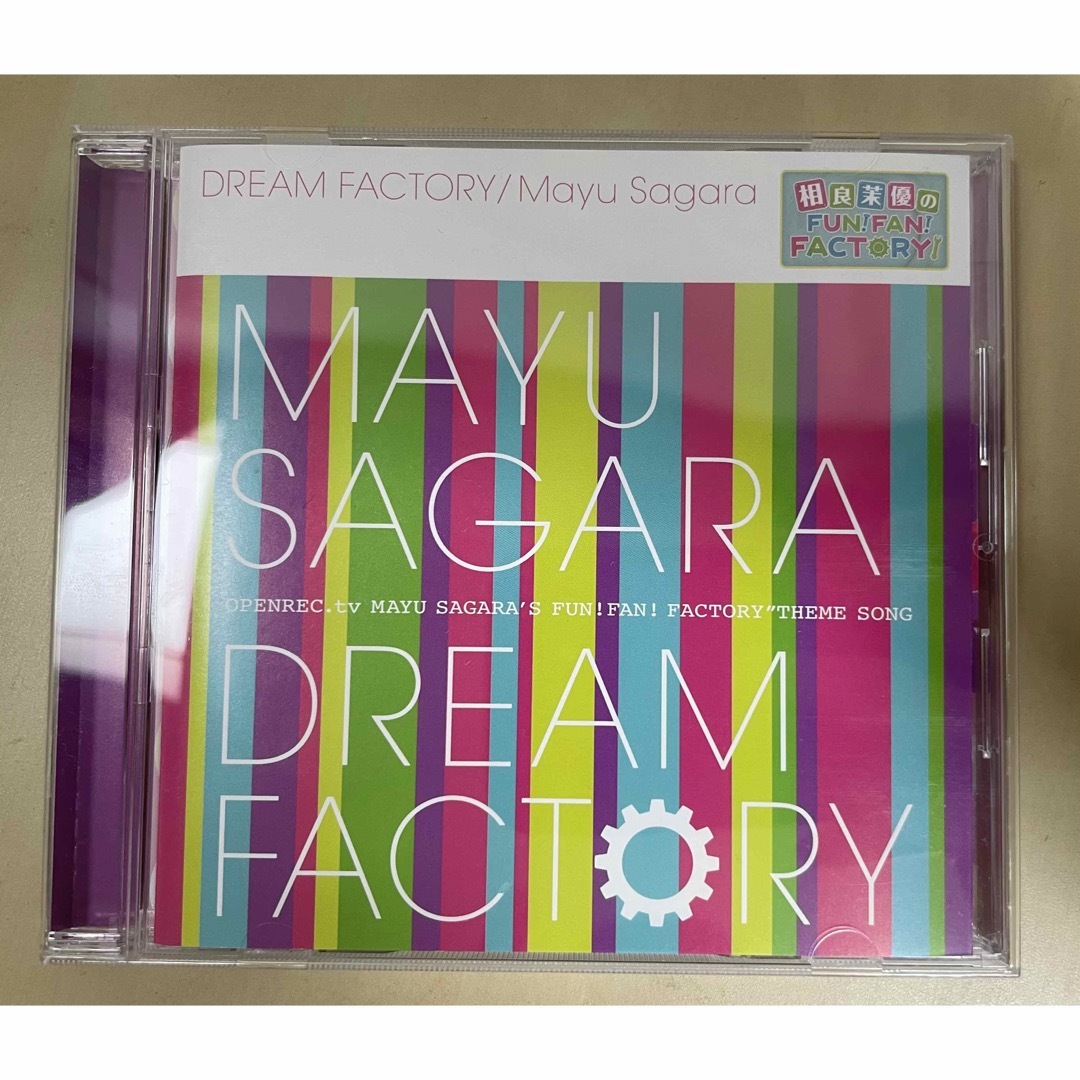 DREAM FACTORY/Mayu Sagara
相良茉優の
FUN!FAN!
FACTORY!
MAYU
SAGARA
OPENREC.tv MAYU SAGARA'S FUN!FAN! FACTORY"THEME SONG
DREAM
FACTORY